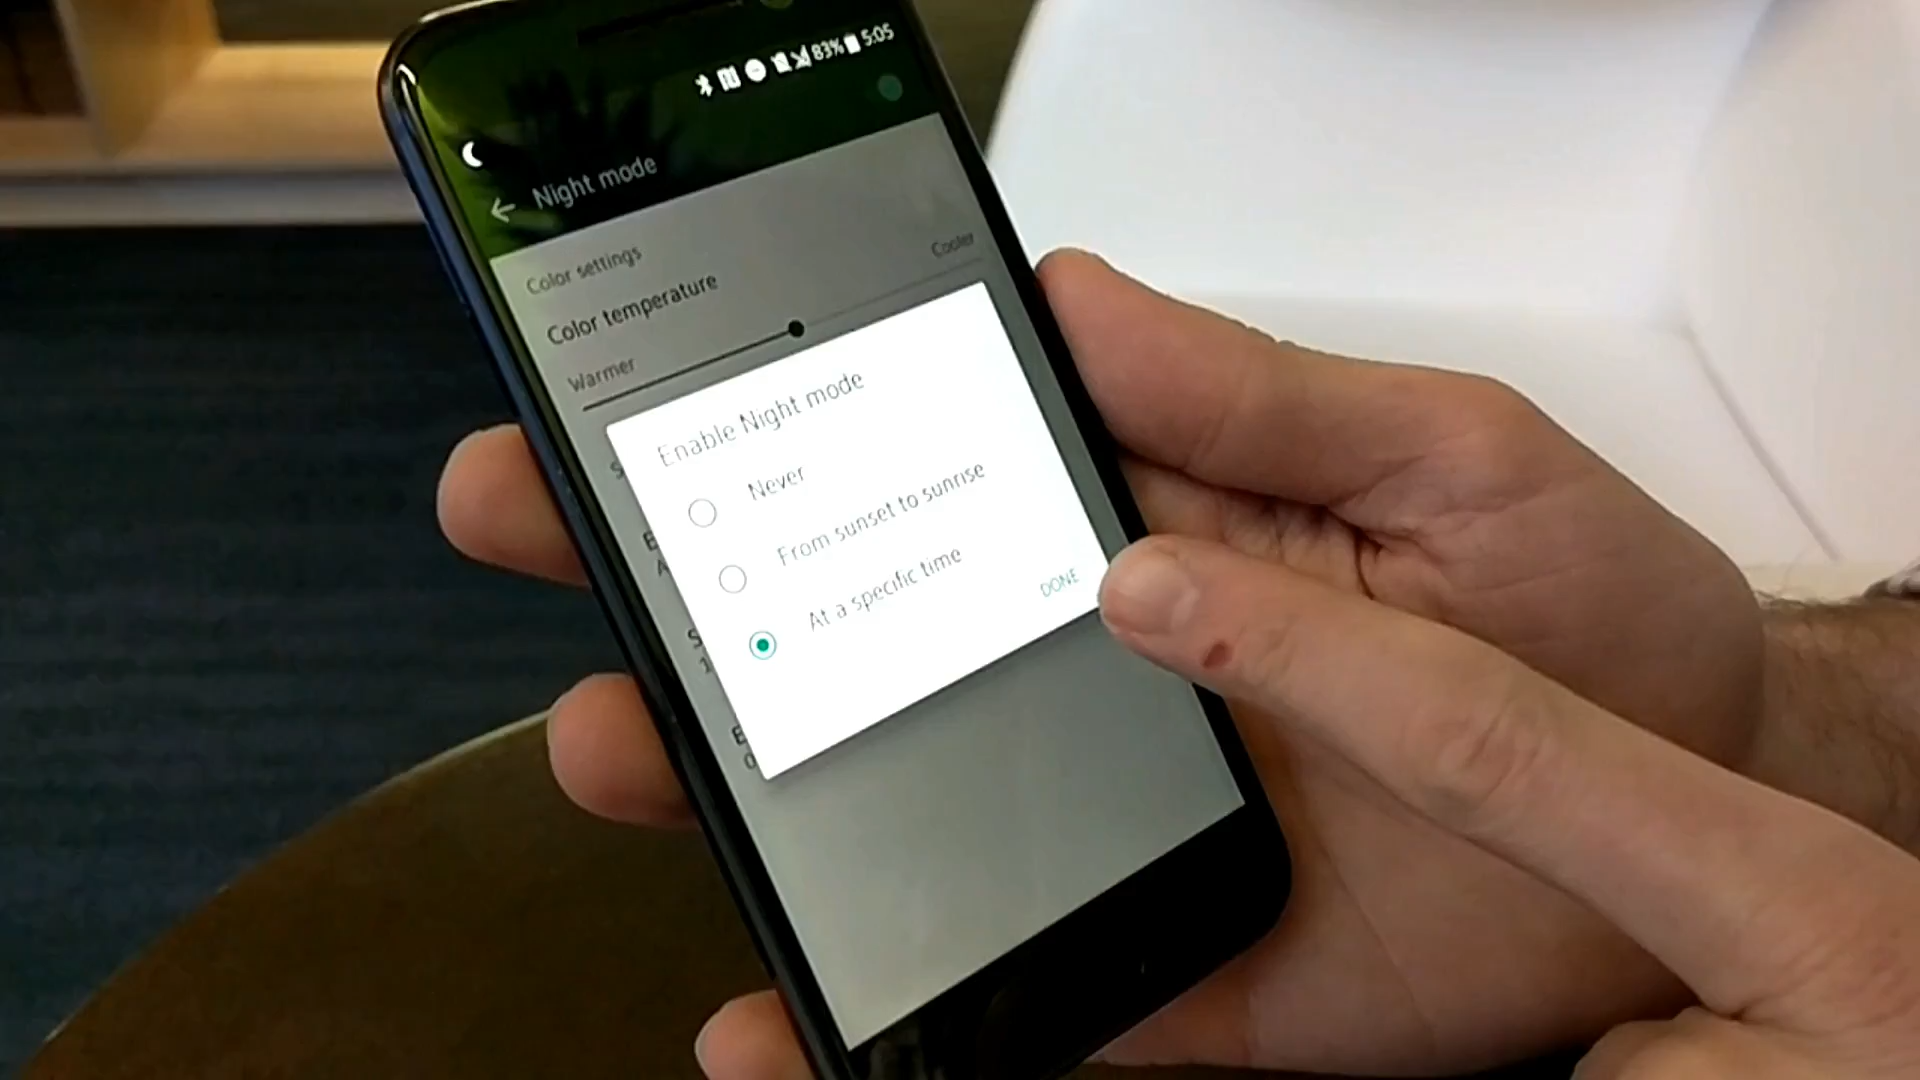 83% 5:05
Night mode
Color settings
Color temperature
Cooler
Warmer
Enable Night mode
Never
From sunset to sunrise
At a specific time
DONE